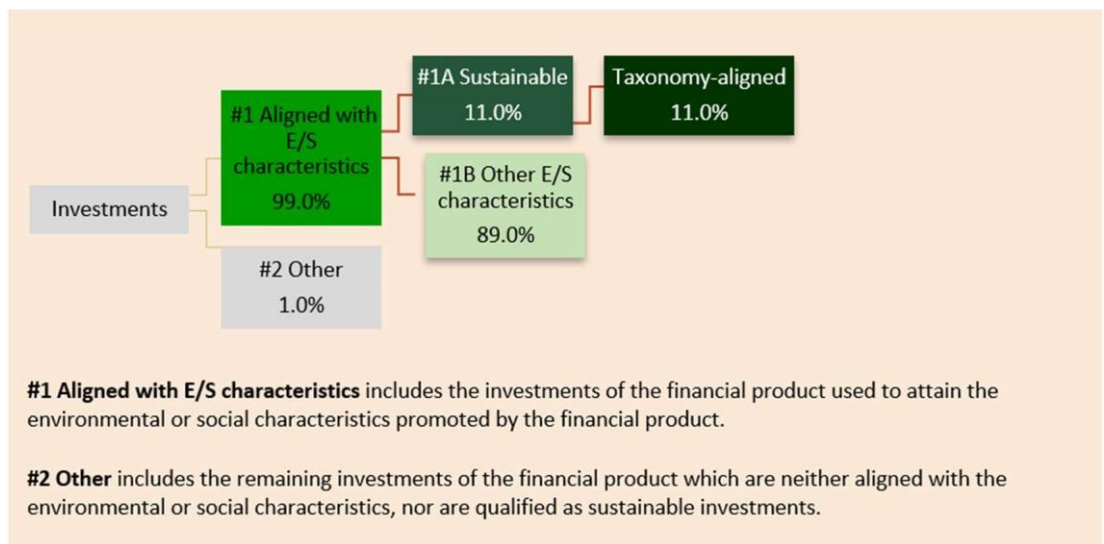 #1A Sustainable
11.0%
Taxonomy-aligned
11.0%
#1 Aligned with
E/S
characteristics
99.0%
#1B Other E/S
characteristics
89.0%
Investments
#2 Other
1.0%
#1 Aligned with E/S characteristics includes the investments of the financial product used to attain the
environmental or social characteristics promoted by the financial product.
#2 Other includes the remaining investments of the financial product which are neither aligned with the
environmental or social characteristics, nor are qualified as sustainable investments.